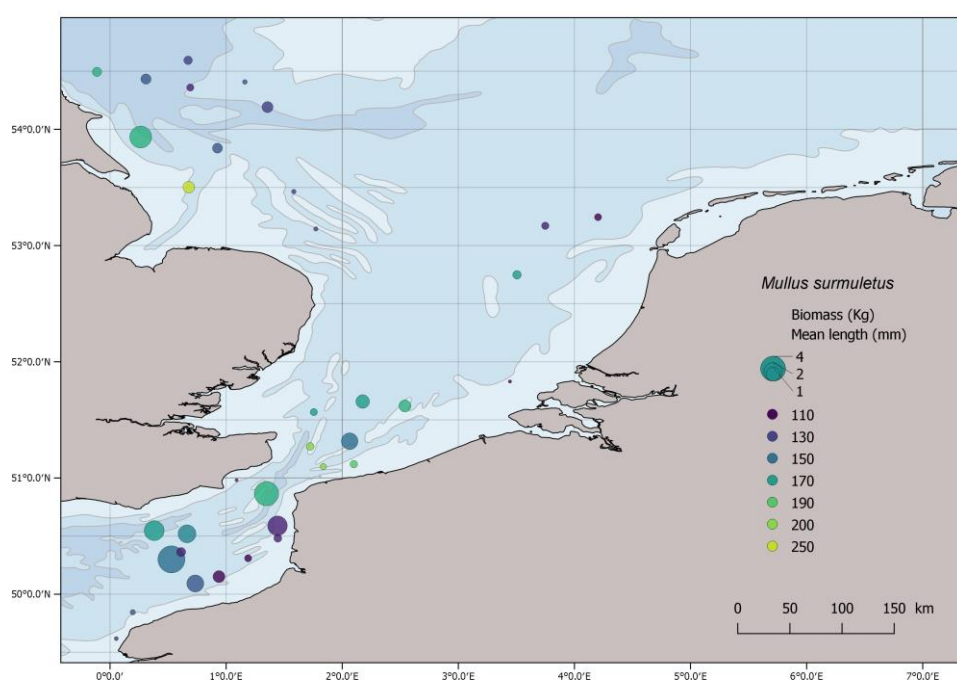 54°0.0'N
53°0.0'N
52°0.0'N
51°0.0'N
50°0.0'N
Mullus surmuletus
Biomass (Kg)
Mean length (mm)
4
2
1
110
130
150
170
190
200
250
0 50 100 150 km
0°0.0' 1°0.0'E 2°0.0'E 3°0.0'E 4°0.0'E 5°0.0'E 6°0.0'E 7°0.0'